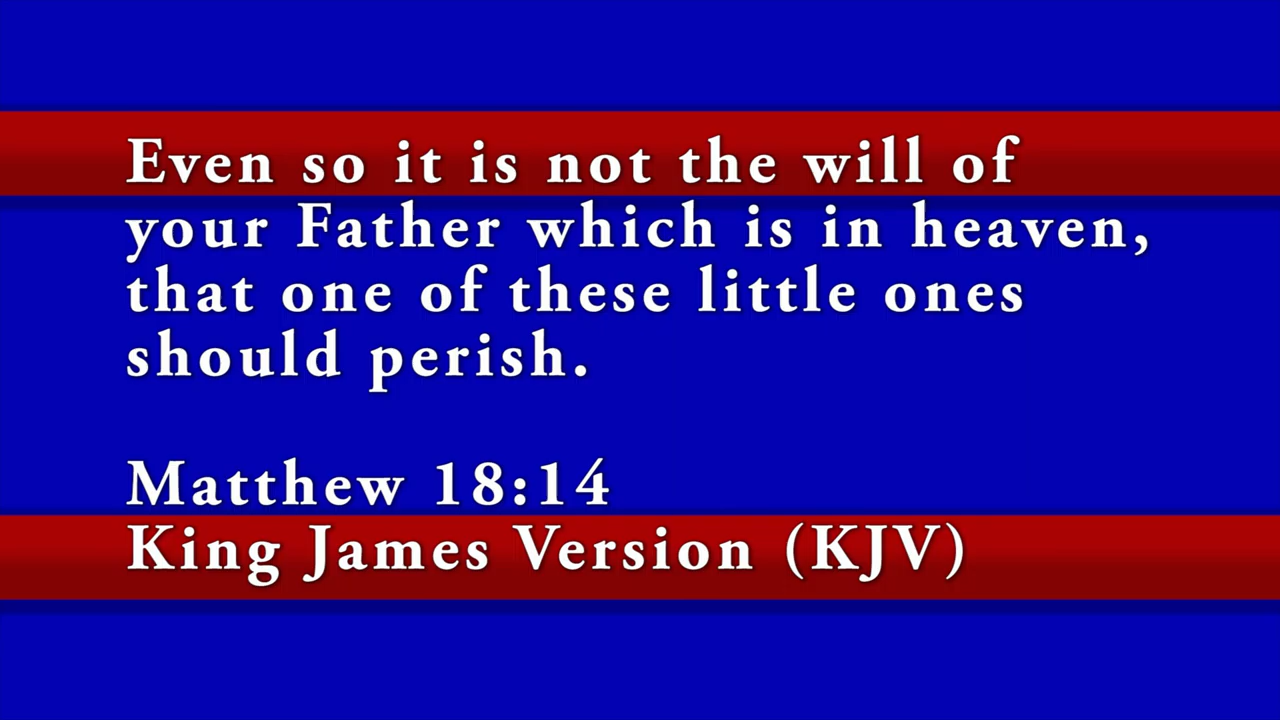 Even so it is not the will of
your Father which is in heaven,
that one of these little ones
should perish.
Matthew 18:14
King James Version (KJV)